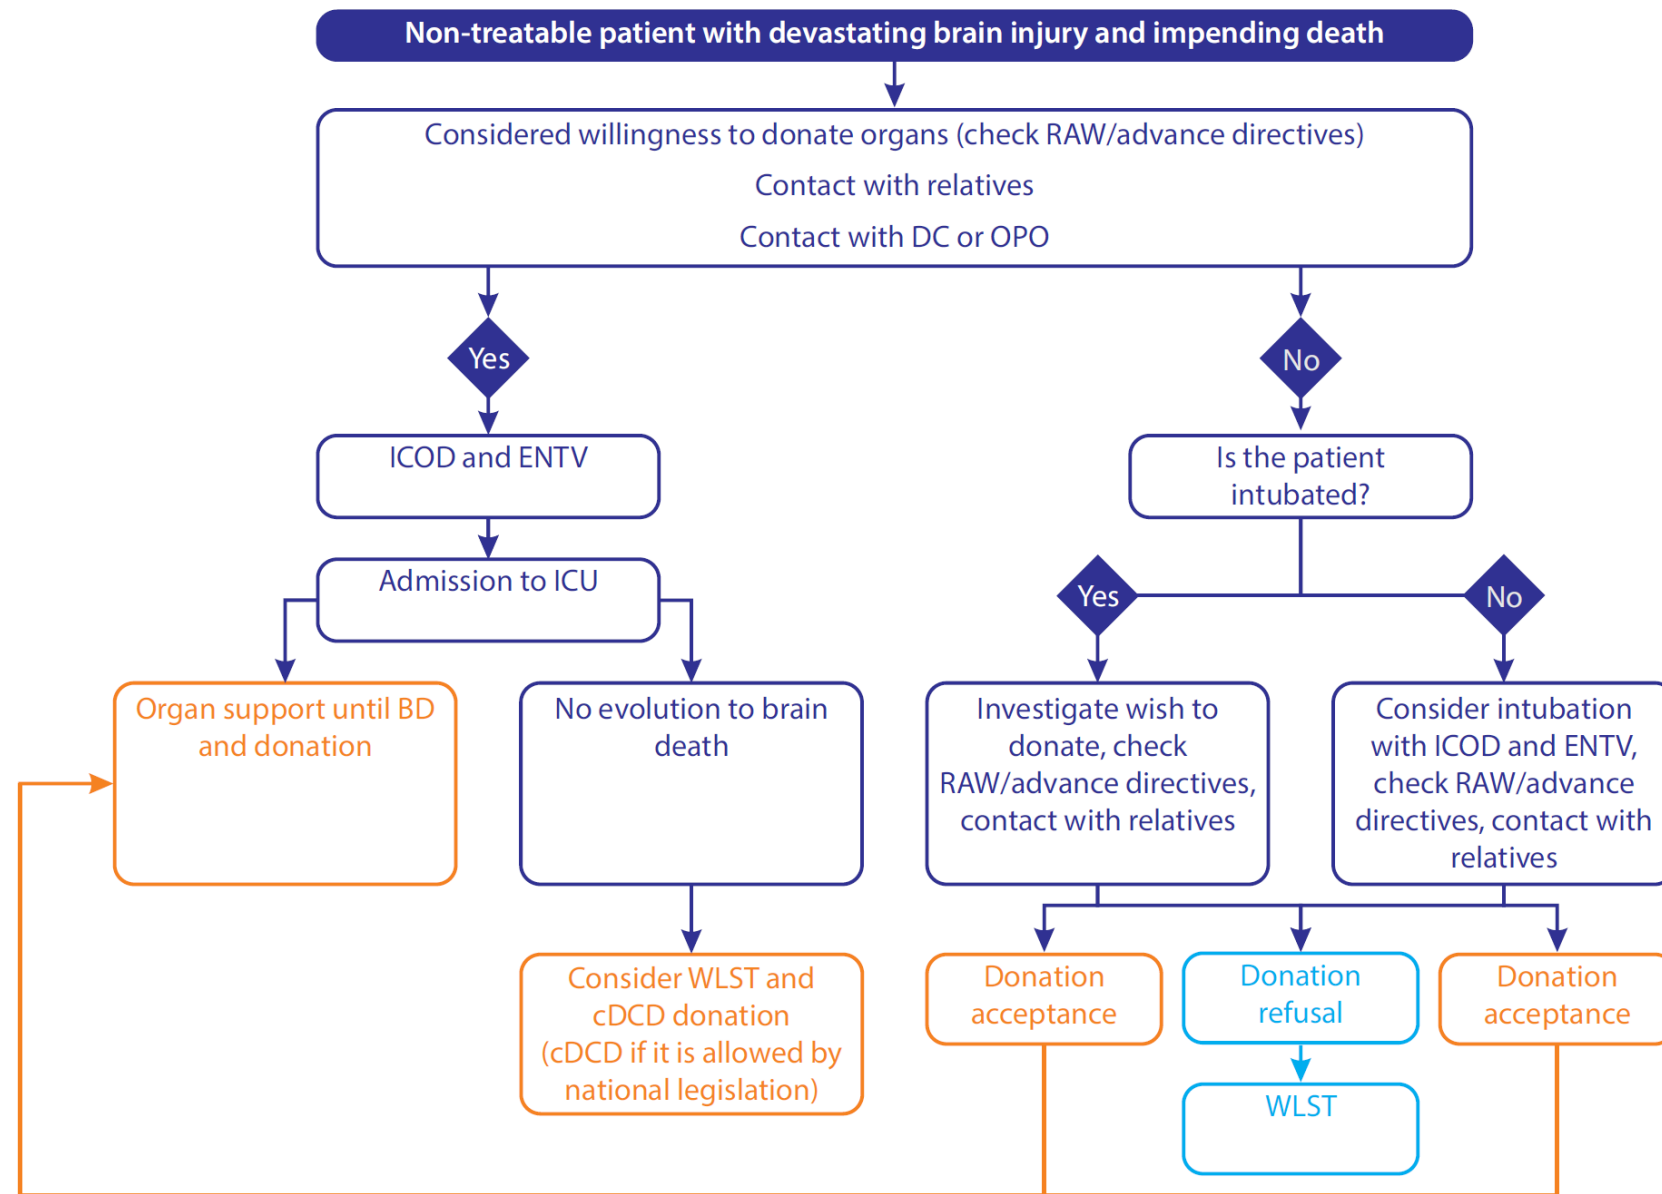 Non-treatable patient with devastating brain injury and impending death
Considered willingness to donate organs (check RAW/advance directives)
Contact with relatives
Contact with DC or OPO
Yes
No
ICOD and ENTV
Is the patient
intubated?
Admission to ICU
Yes
No
Organ support until BD
and donation
No evolution to brain
death
Investigate wish to
donate, check
RAW/advance directives,
contact with relatives
Consider intubation
with ICOD and ENTV,
check RAW/advance
directives, contact with
relatives
Consider WLST and
cDCD donation
(cDCD if it is allowed by
national legislation)
Donation
acceptance
Donation
refusal
Donation
acceptance
WLST